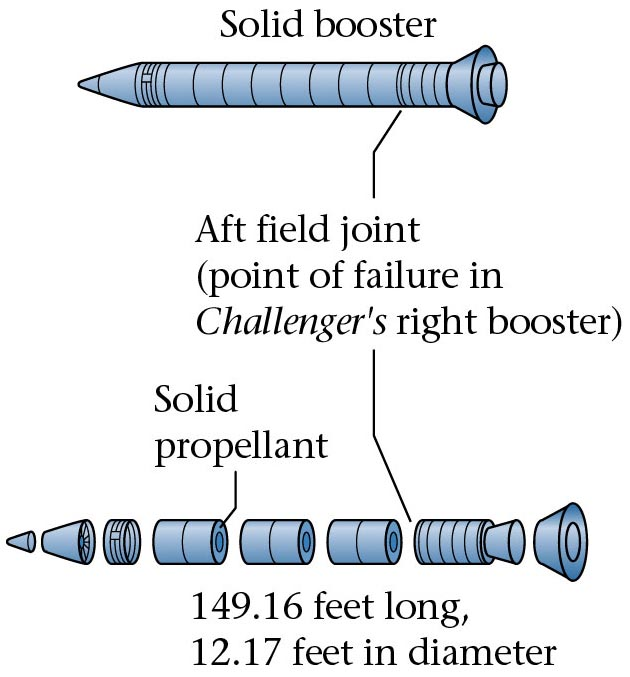 Solid booster
Aft field joint
(point of failure in
Challenger's right booster)
Solid
propellant
149.16 feet long,
12.17 feet in diameter